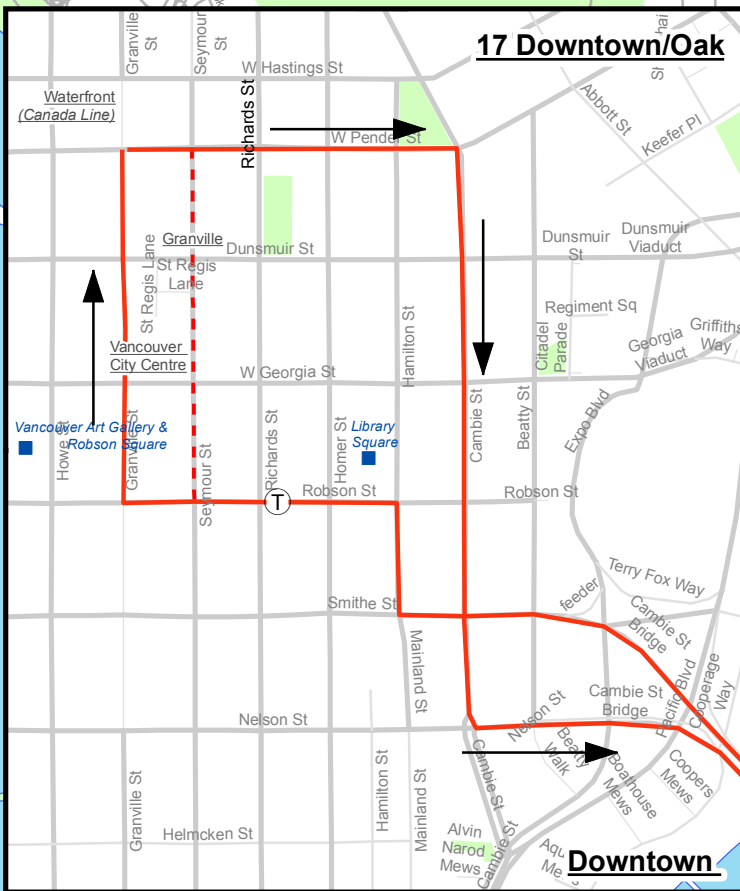 17 Downtown/Oak
Granville
St
Seymour
St
W Hastings St
Richards St
Waterfront
(Canada Line)
W Pender St
Abbott St
Keefer Pl
St Regis Lane
Granville
St Regis
Lane
Dunsmuir St
Dunsmuir
St
Dunsmuir
Viaduct
Regiment Sq
Citadel
Parade
Georgia
Viaduct
Griffiths
Way
Vancouver
City Centre
W Georgia St
Hamilton St
Cambie St
Beatty St
Expo Blvd
Vancouver Art Gallery &
Robson Square
Howe St
Granville St
Seymour St
Richards St
Homer St
Library
Square
T
Robson St
Robson St
Smithe St
feeder
Terry Fox Way
Cambie St
Bridge
Mainland St
Nelson St
Nelson St
Cambie St
Bridge
Pacific Blvd
Cooperage
Way
Beatty
Walk
Boathouse
Mews
Coopers
Mews
Cambie St
Granville St
Hamilton St
Mainland St
Helmcken St
Alvin
Narod
Mews
Cambie St
Downtown